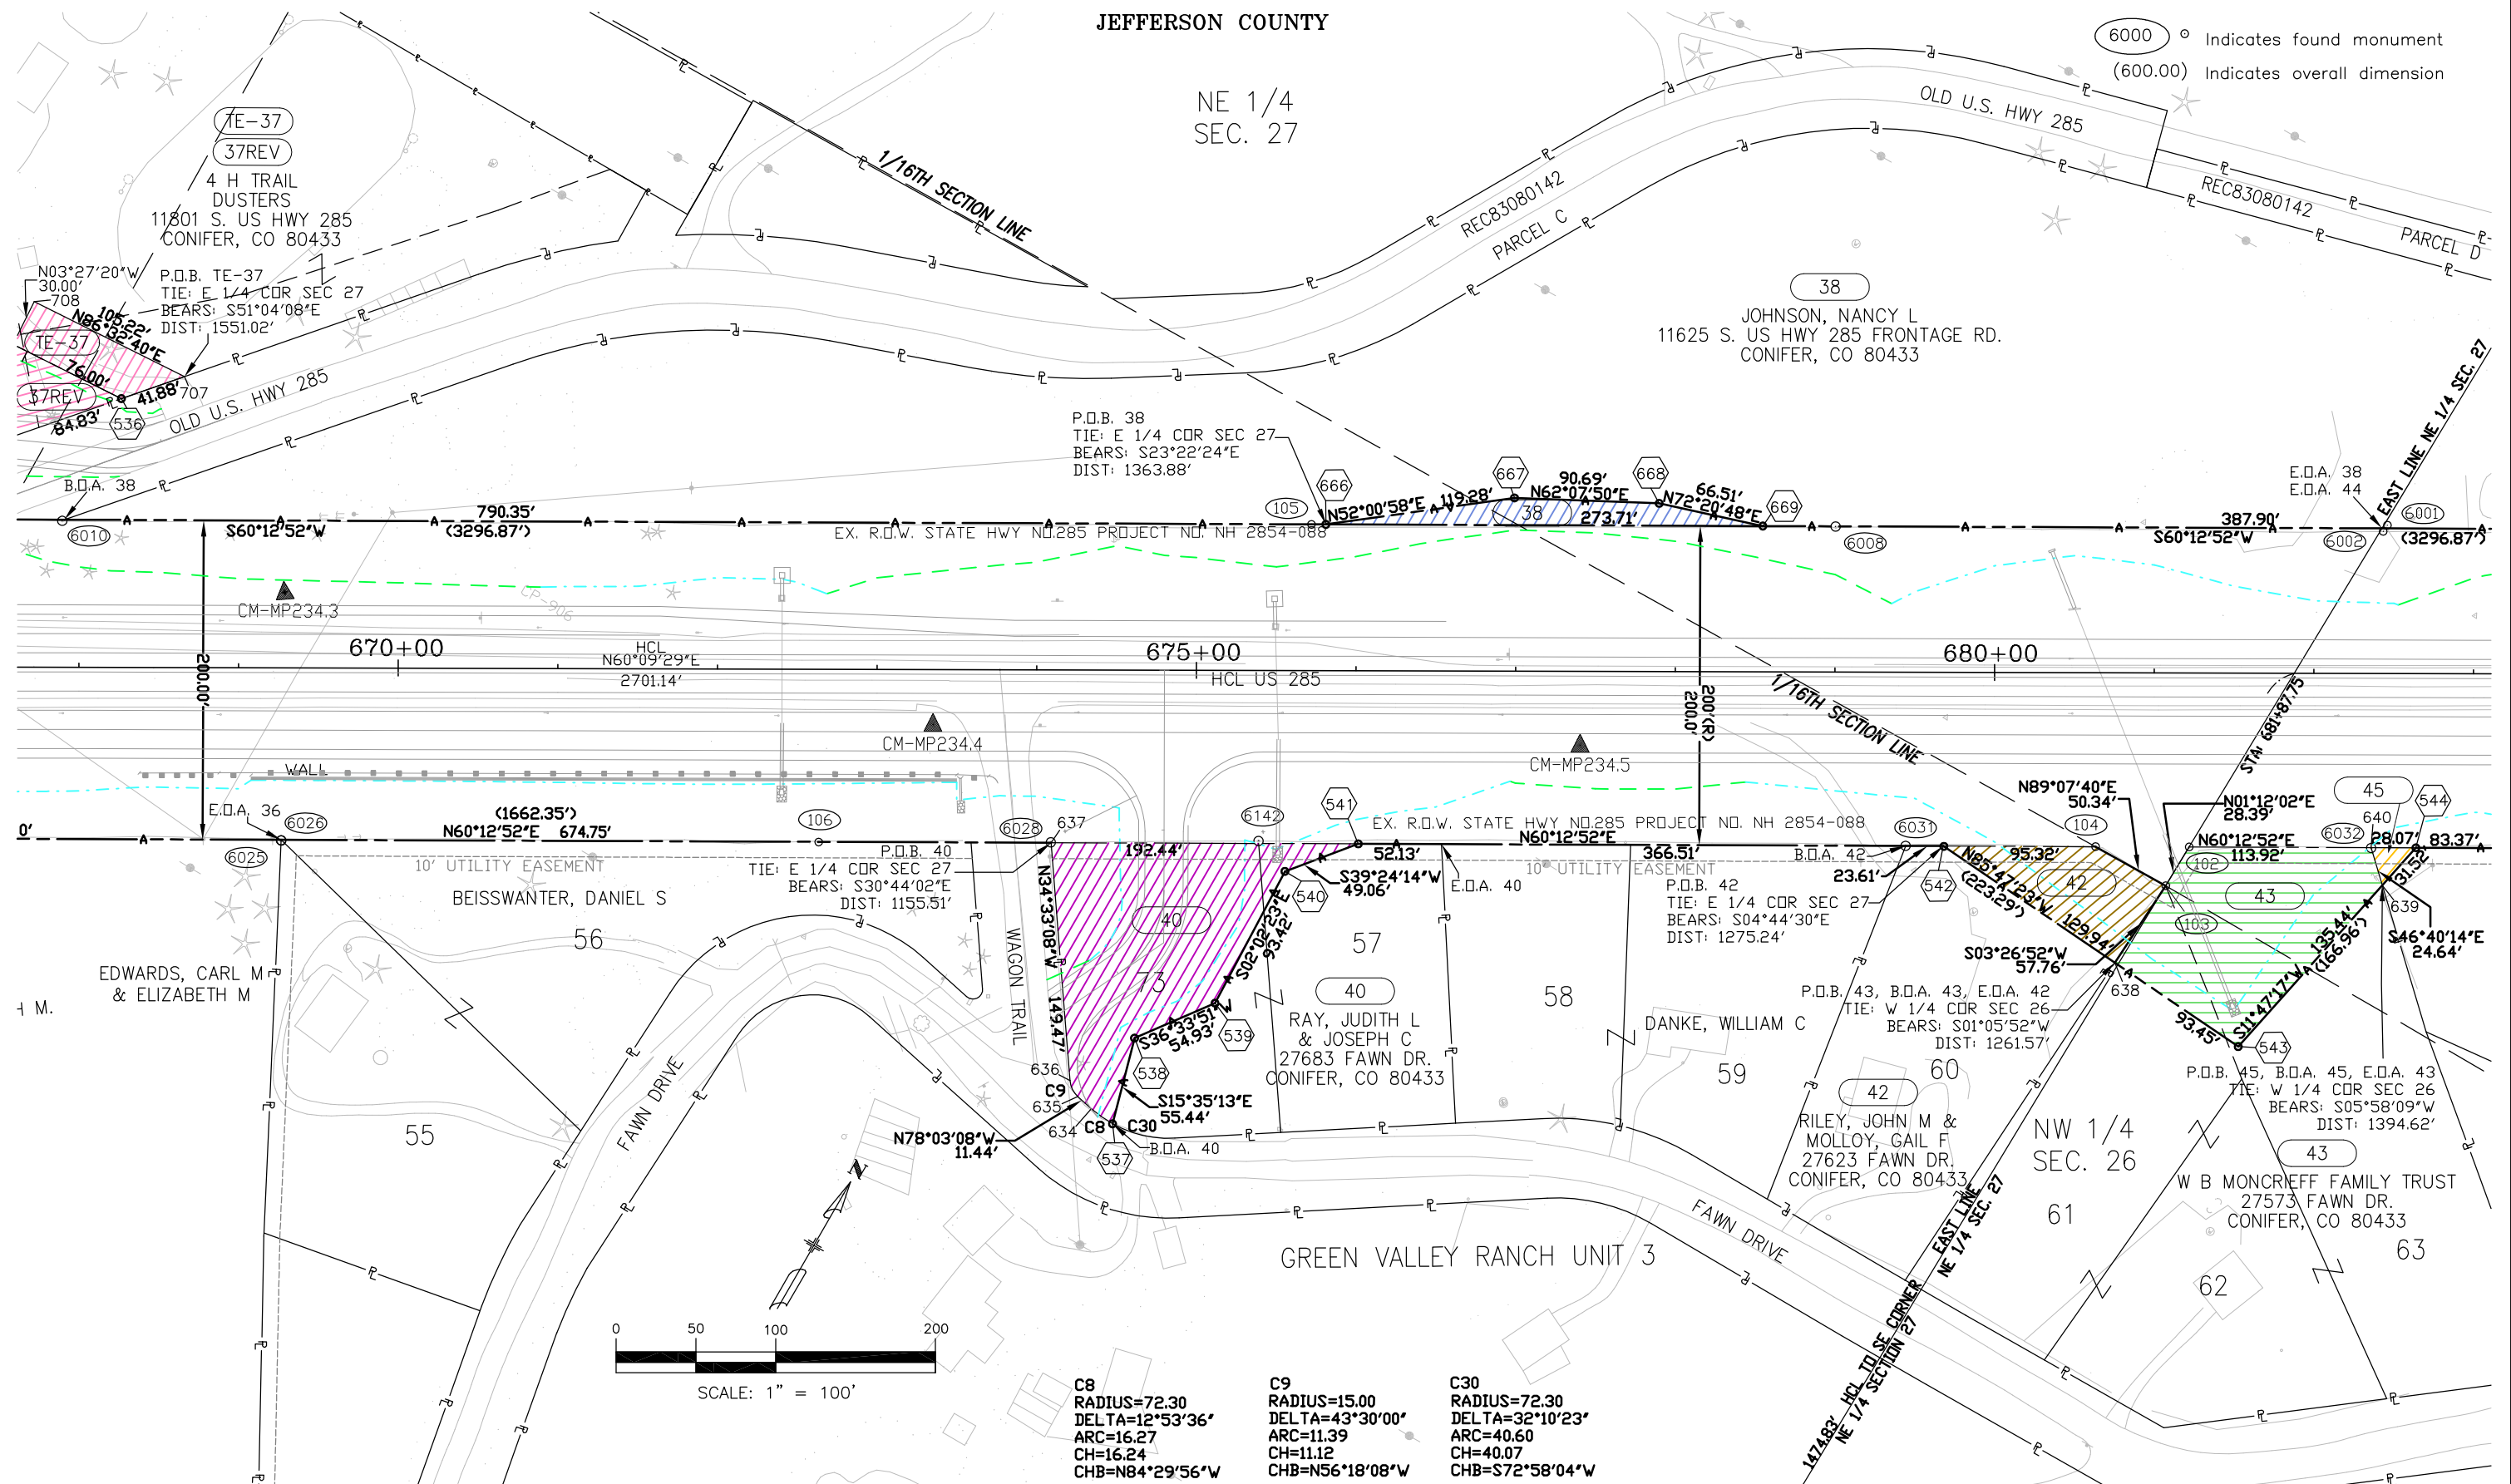 JEFFERSON COUNTY
6000 Indicates found monument
(600.00) Indicates overall dimension
NE 1/4
SEC. 27
TE-37
37REV
4 H TRAIL
DUSTERS
11801 S. US HWY 285
CONIFER, CO 80433
P.O.B. TE-37
TIE: E 1/4 COR SEC 27
BEARS: S51°04'08"E
DIST: 1551.02'
N03°27'20"W
30.00'
708
105.22'
N86°32'40"E
TE-37
76.00'
37REV
41.88'
707
84.83'
536
OLD U.S. HWY 285
1/16TH SECTION LINE
OLD U.S. HWY 285
REC83080142
PARCEL C
REC83080142
PARCEL D
38
JOHNSON, NANCY L
11625 S. US HWY 285 FRONTAGE RD.
CONIFER, CO 80433
EAST LINE NE 1/4 SEC. 27
P.O.B. 38
TIE: E 1/4 COR SEC 27
BEARS: S23°22'24"E
DIST: 1363.88'
B.O.A. 38
6010
S60°12'52"W
790.35'
(3296.87')
EX. R.O.W. STATE HWY NO.285 PROJECT NO. NH 2854-088
105
666
N52°00'58"E
119.28'
667
90.69'
N62°07'50"E
668
66.51'
N72°20'48"E
669
38
273.71'
6008
E.O.A. 38
E.O.A. 44
6001
6002
387.90'
S60°12'52"W
(3296.87')
CM-MP234.3
CP-906
200.00'
670+00
HCL
N60°09'29"E
2701.14'
675+00
HCL US 285
680+00
200'(R)
200.0'
1/16TH SECTION LINE
STA: 681+87.75
CM-MP234.4
CM-MP234.5
WALL
0'
E.O.A. 36
6026
6025
(1662.35')
N60°12'52"E 674.75'
106
10' UTILITY EASEMENT
6028
637
P.O.B. 40
TIE: E 1/4 COR SEC 27
BEARS: S30°44'02"E
DIST: 1155.51'
192.44'
6142
541
EX. R.O.W. STATE HWY NO.285 PROJECT NO. NH 2854-088
N60°12'52"E
52.13'
366.51'
10' UTILITY EASEMENT
S39°24'14"W
49.06'
E.O.A. 40
540
B.O.A. 42
6031
23.61'
P.O.B. 42
TIE: E 1/4 COR SEC 27
BEARS: S04°44'30"E
DIST: 1275.24'
542
N89°07'40"E
50.34'
104
95.32'
N85°47'23"W
(223.29')
129.94'
42
N01°12'02"E
28.39'
N60°12'52"E
113.92'
102
103
43
45
544
640
6032
28.07'
83.37'
31.52'
639
S46°40'14"E
24.64'
135.44'
(166.96')
S11°47'17"W
S03°26'52"W
57.76'
638
93.45'
543
P.O.B. 43, B.O.A. 43, E.O.A. 42
TIE: W 1/4 COR SEC 26
BEARS: S01°05'52"W
DIST: 1261.57'
P.O.B. 45, B.O.A. 45, E.O.A. 43
TIE: W 1/4 COR SEC 26
BEARS: S05°58'09"W
DIST: 1394.62'
BEISSWANTER, DANIEL S
56
EDWARDS, CARL M
& ELIZABETH M
H M.
55
FAWN DRIVE
WAGON TRAIL
N34°33'08"W
149.47'
40
73
S02°02'23"E
93.42'
S36°33'51"W
54.93'
539
538
S15°35'13"E
55.44'
636
C9
635
634
N78°03'08"W
11.44'
C8
C30
537
B.O.A. 40
57
40
RAY, JUDITH L
& JOSEPH C
27683 FAWN DR.
CONIFER, CO 80433
58
DANKE, WILLIAM C
59
60
42
RILEY, JOHN M &
MOLLOY, GAIL F
27623 FAWN DR.
CONIFER, CO 80433
NW 1/4
SEC. 26
61
43
W B MONCRIEFF FAMILY TRUST
27573 FAWN DR.
CONIFER, CO 80433
63
62
FAWN DRIVE
GREEN VALLEY RANCH UNIT 3
EAST LINE
NE 1/4 SEC. 27
1474.83' HCL TO SE CORNER
NE 1/4 SECTION 27
N
0 50 100 200
SCALE: 1" = 100'
C8
RADIUS=72.30
DELTA=12°53'36"
ARC=16.27
CH=16.24
CHB=N84°29'56"W
C9
RADIUS=15.00
DELTA=43°30'00"
ARC=11.39
CH=11.12
CHB=N56°18'08"W
C30
RADIUS=72.30
DELTA=32°10'23"
ARC=40.60
CH=40.07
CHB=S72°58'04"W